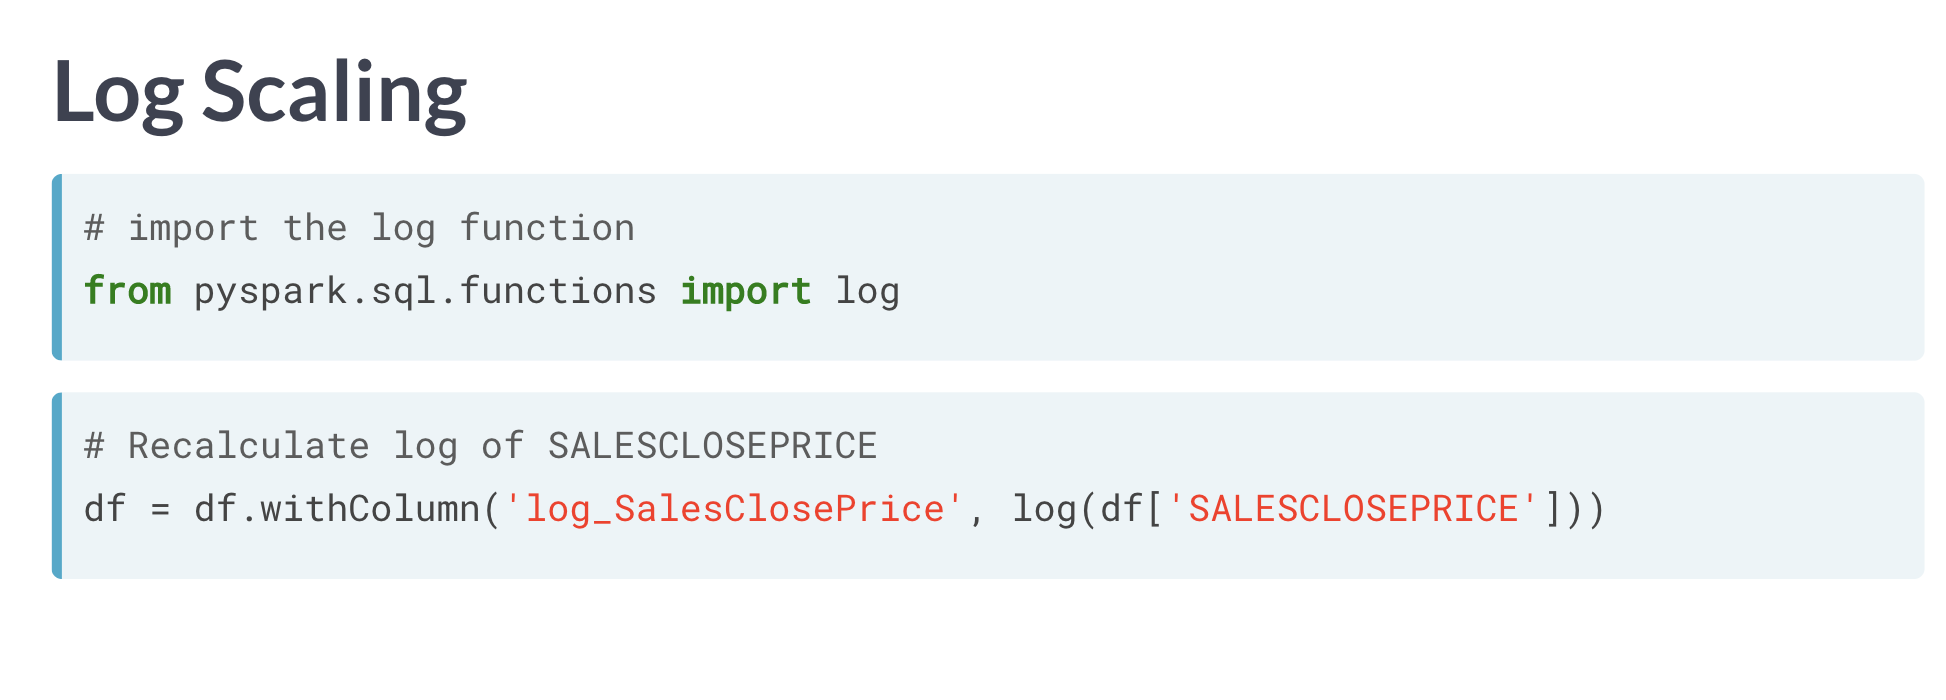 Log Scaling
# import the log function
from pyspark.sql.functions import log
# Recalculate log of SALESCLOSEPRICE
df = df.withColumn('log_SalesClosePrice', log(df['SALESCLOSEPRICE']))